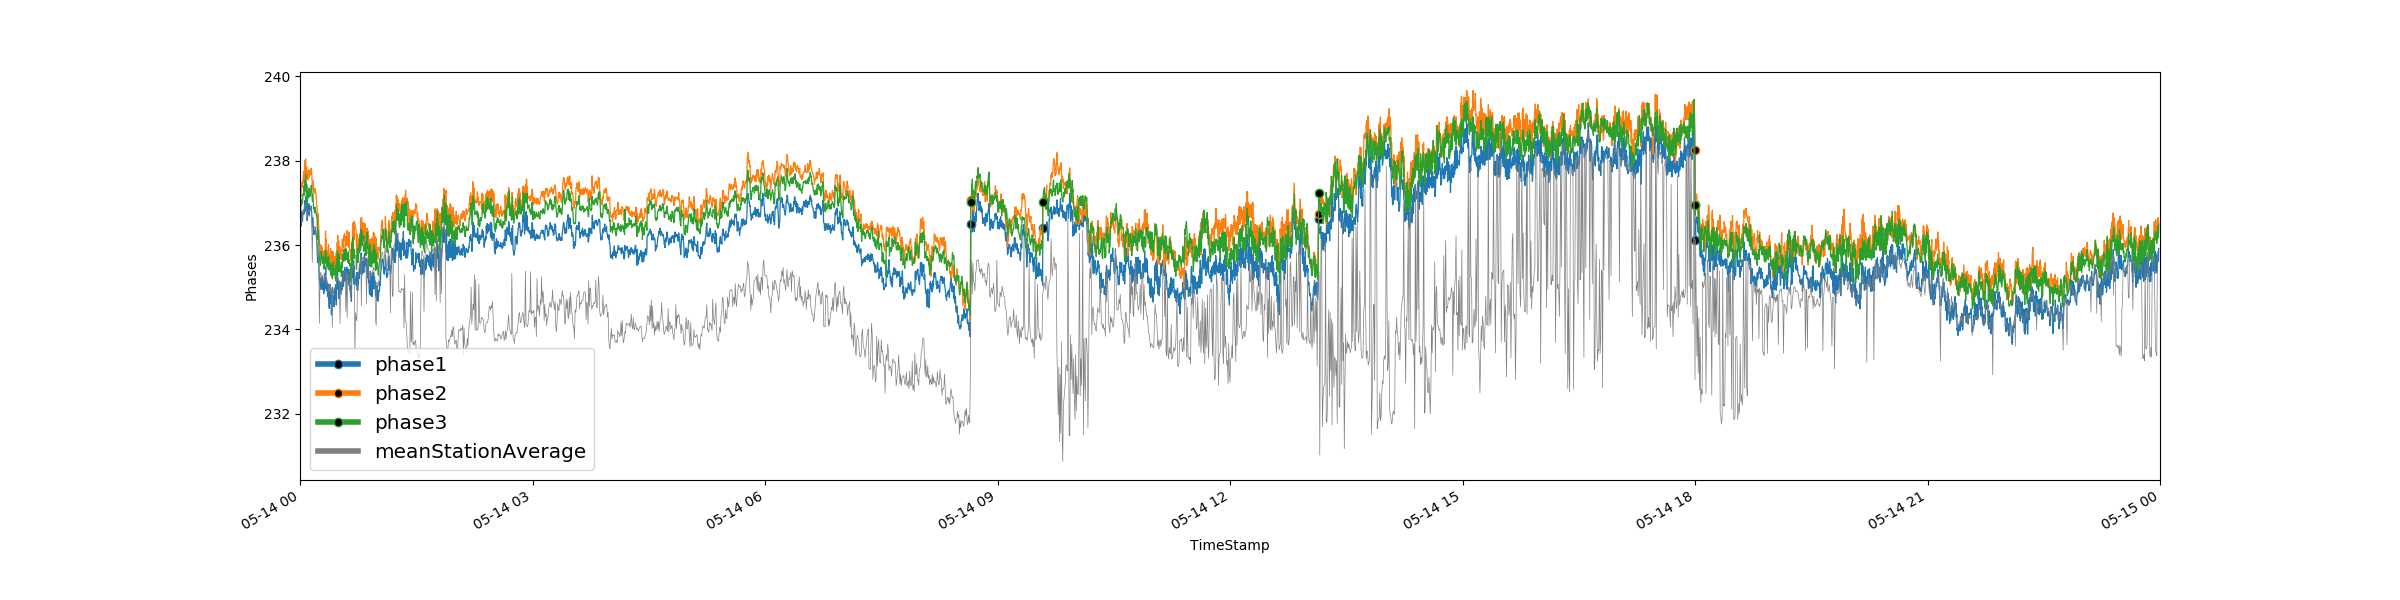 240
238
236
234
232
Phases
phase1
phase2
phase3
meanStationAverage
05-14 00
05-14 03
05-14 06
05-14 09
05-14 12
05-14 15
05-14 18
05-14 21
05-15 00
TimeStamp